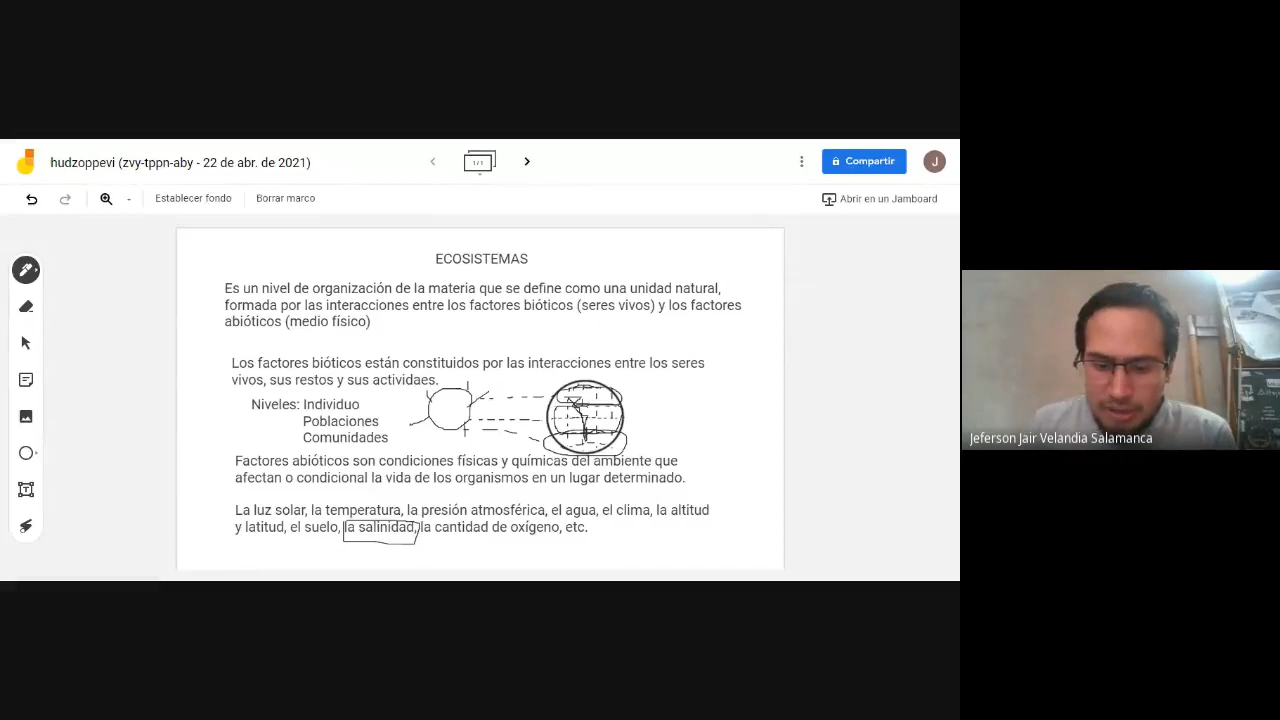 hudzoppevi (zvy-tppn-aby - 22 de abr. de 2021)
1/1
Compartir
J
Establecer fondo
Borrar marco
Abrir en un Jamboard
ECOSISTEMAS
Es un nivel de organización de la materia que se define como una unidad natural,
formada por las interacciones entre los factores bióticos (seres vivos) y los factores
abióticos (medio físico)
Los factores bióticos están constituidos por las interacciones entre los seres
vivos, sus restos y sus actividaes.
Niveles: Individuo
Poblaciones
Comunidades
Factores abióticos son condiciones físicas y químicas del ambiente que
afectan o condicional la vida de los organismos en un lugar determinado.
La luz solar, la temperatura, la presión atmosférica, el agua, el clima, la altitud
y latitud, el suelo, la salinidad, la cantidad de oxígeno, etc.
Jeferson Jair Velandia Salamanca